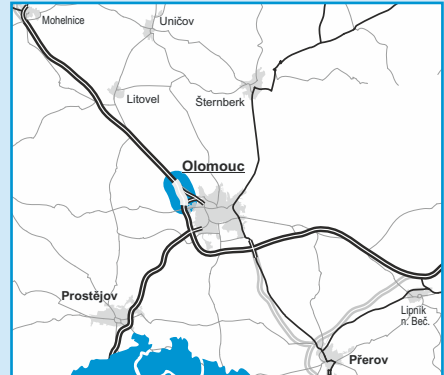 Mohelnice
Uničov
Litovel
Šternberk
Olomouc
Prostějov
Lipník
n. Beč.
Přerov